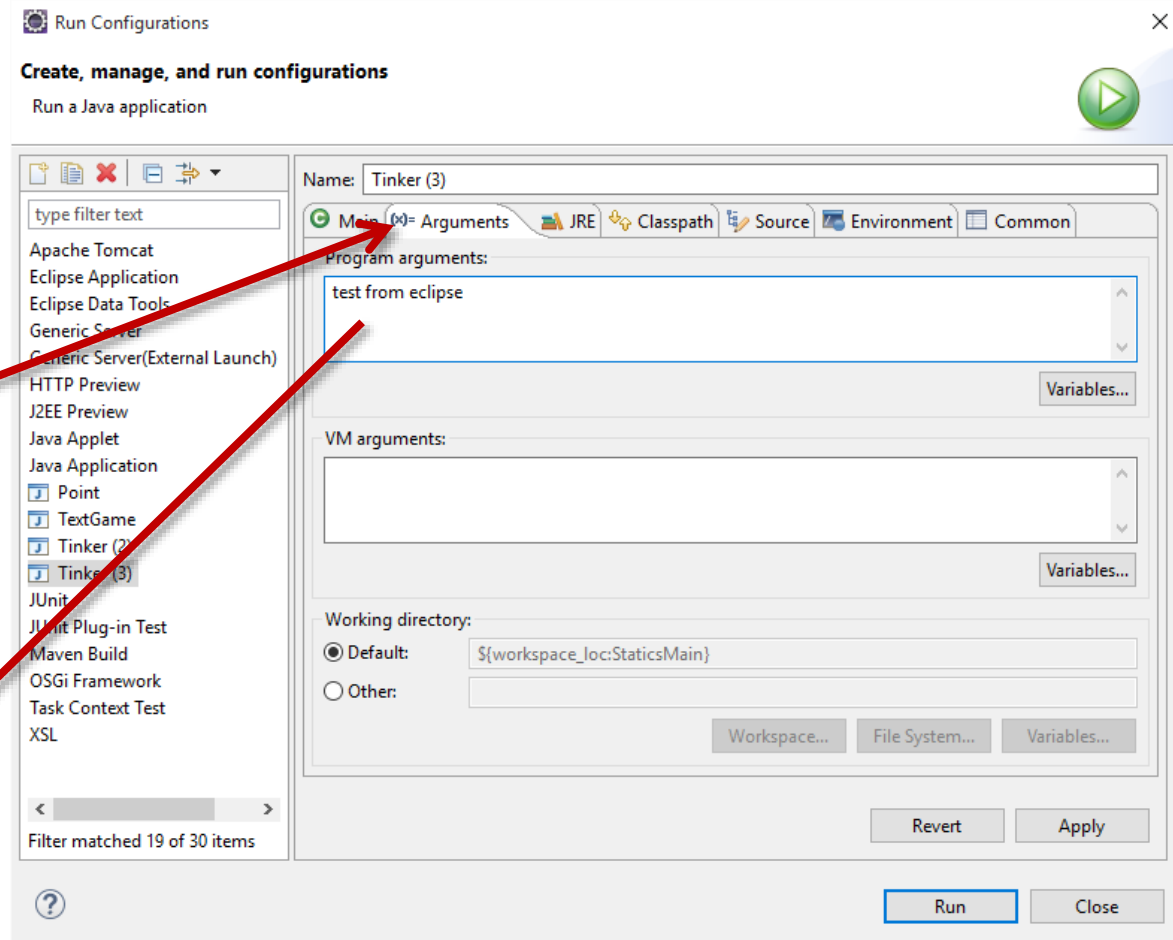 Run Configurations
Create, manage, and run configurations
Run a Java application
type filter text
Apache Tomcat
Eclipse Application
Eclipse Data Tools
Generic Server
Generic Server(External Launch)
HTTP Preview
J2EE Preview
Java Applet
Java Application
Point
TextGame
Tinker (2)
Tinker (3)
JUnit
JUnit Plug-in Test
Maven Build
OSGi Framework
Task Context Test
XSL
Filter matched 19 of 30 items
Name: Tinker (3)
Main (x)= Arguments JRE Classpath Source Environment Common
Program arguments:
test from eclipse
Variables...
VM arguments:
Variables...
Working directory:
Default: ${workspace_loc:StaticsMain}
Other:
Workspace... File System... Variables...
Revert Apply
Run Close